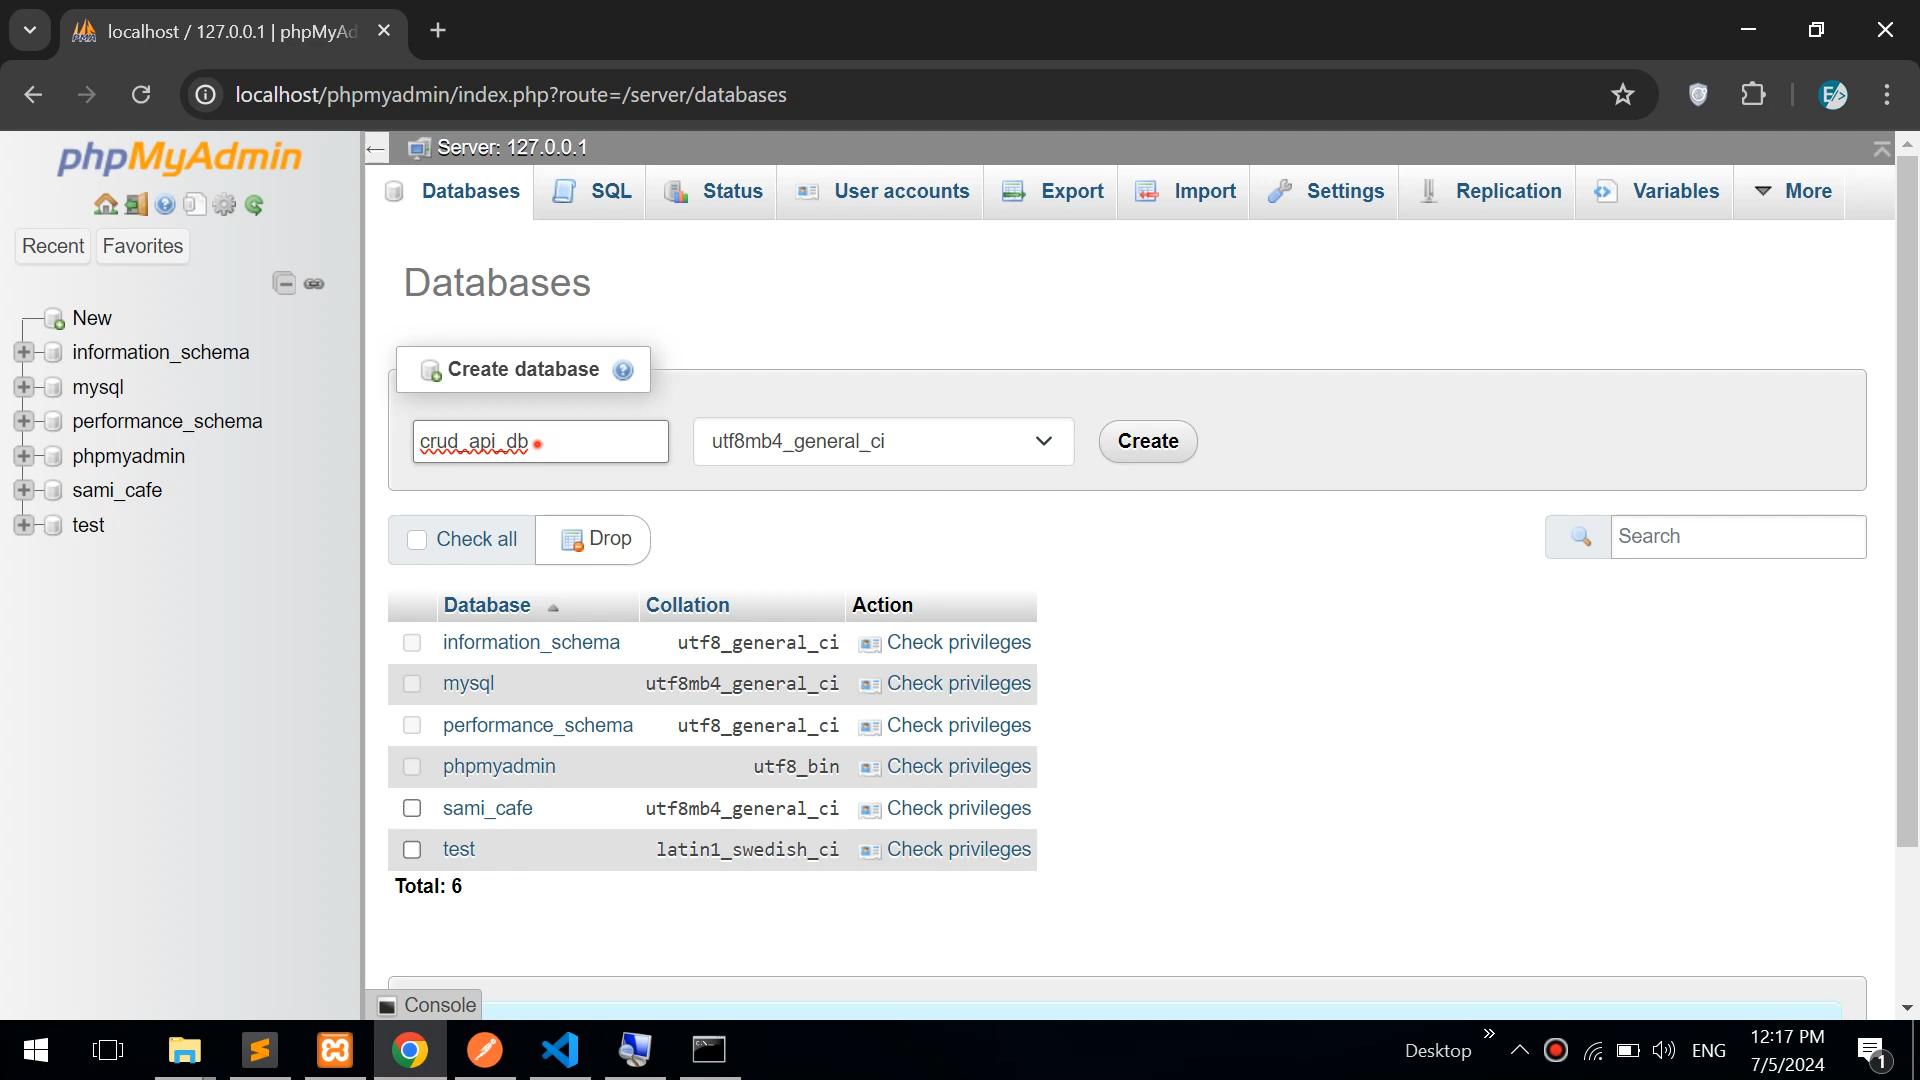 localhost / 127.0.0.1 | phpMyAd
localhost/phpmyadmin/index.php?route=/server/databases
E/>
phpMyAdmin
Recent
Favorites
New
information_schema
mysql
performance_schema
phpmyadmin
sami_cafe
test
Server: 127.0.0.1
Databases
SQL
Status
User accounts
Export
Import
Settings
Replication
Variables
More
Databases
Create database
crud_api_db
utf8mb4_general_ci
Create
Check all
Drop
Search
Database Collation Action
information_schema utf8_general_ci Check privileges
mysql utf8mb4_general_ci Check privileges
performance_schema utf8_general_ci Check privileges
phpmyadmin utf8_bin Check privileges
sami_cafe utf8mb4_general_ci Check privileges
test latin1_swedish_ci Check privileges
Total: 6
Console
Desktop
ENG
12:17 PM
7/5/2024
1